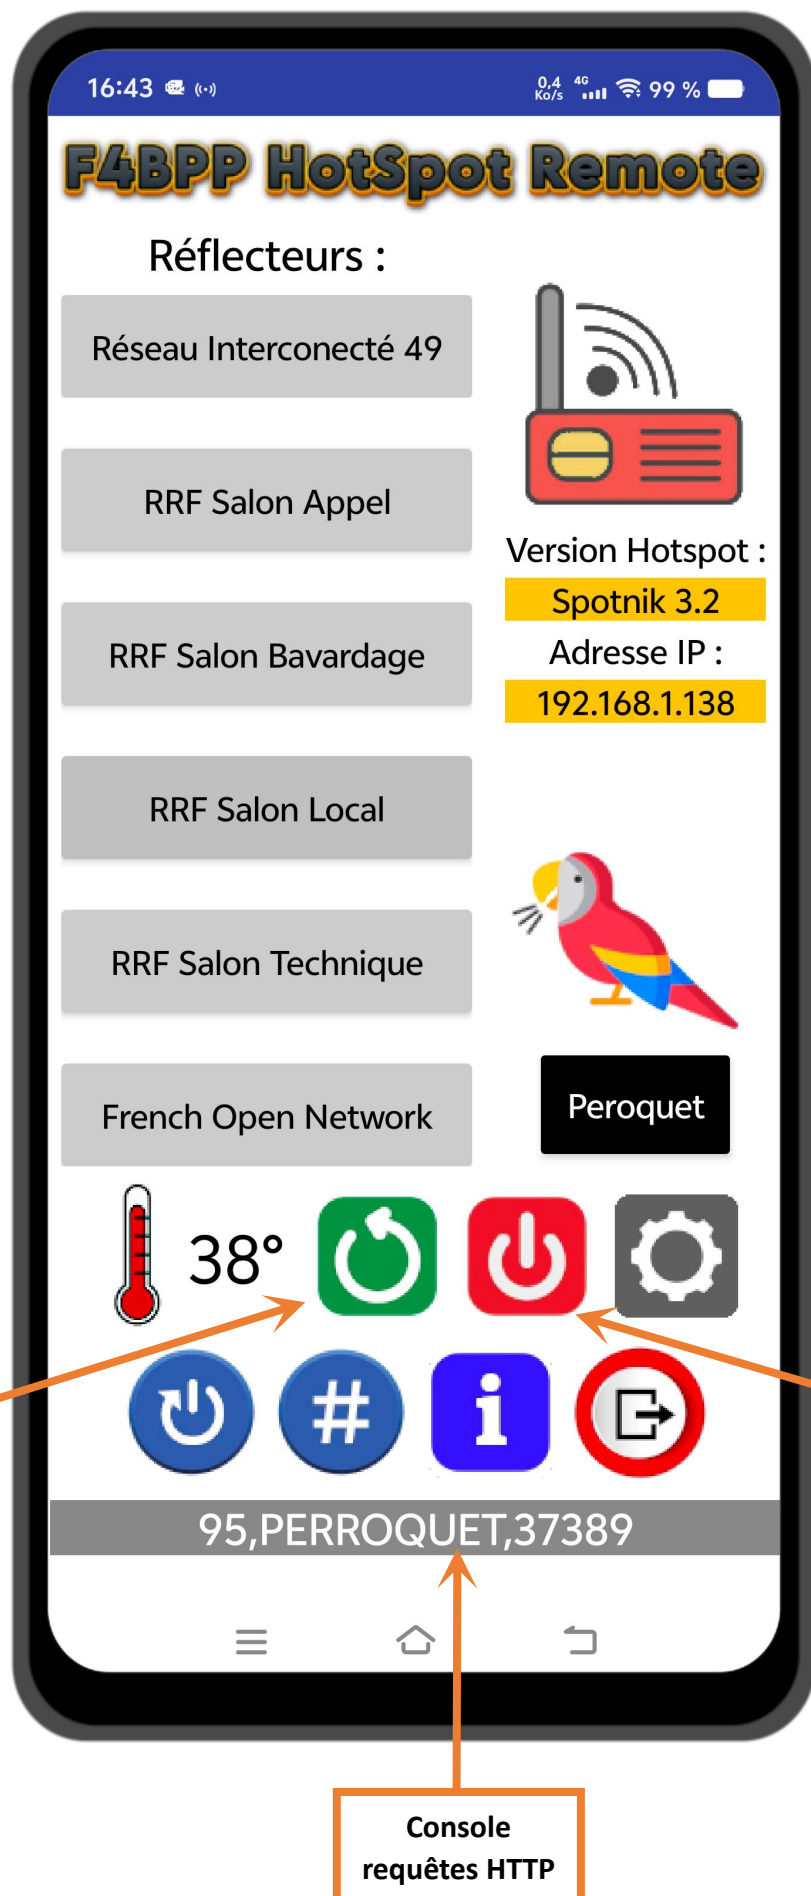 16:43
0,4
Ko/s
4G
99 %
F4BPP HotSpot Remote
Réflecteurs :
Réseau Interconecté 49
RRF Salon Appel
RRF Salon Bavardage
RRF Salon Local
RRF Salon Technique
French Open Network
Version Hotspot :
Spotnik 3.2
Adresse IP :
192.168.1.138
Peroquet
38°
#
i
95,PERROQUET,37389
Console
requêtes HTTP